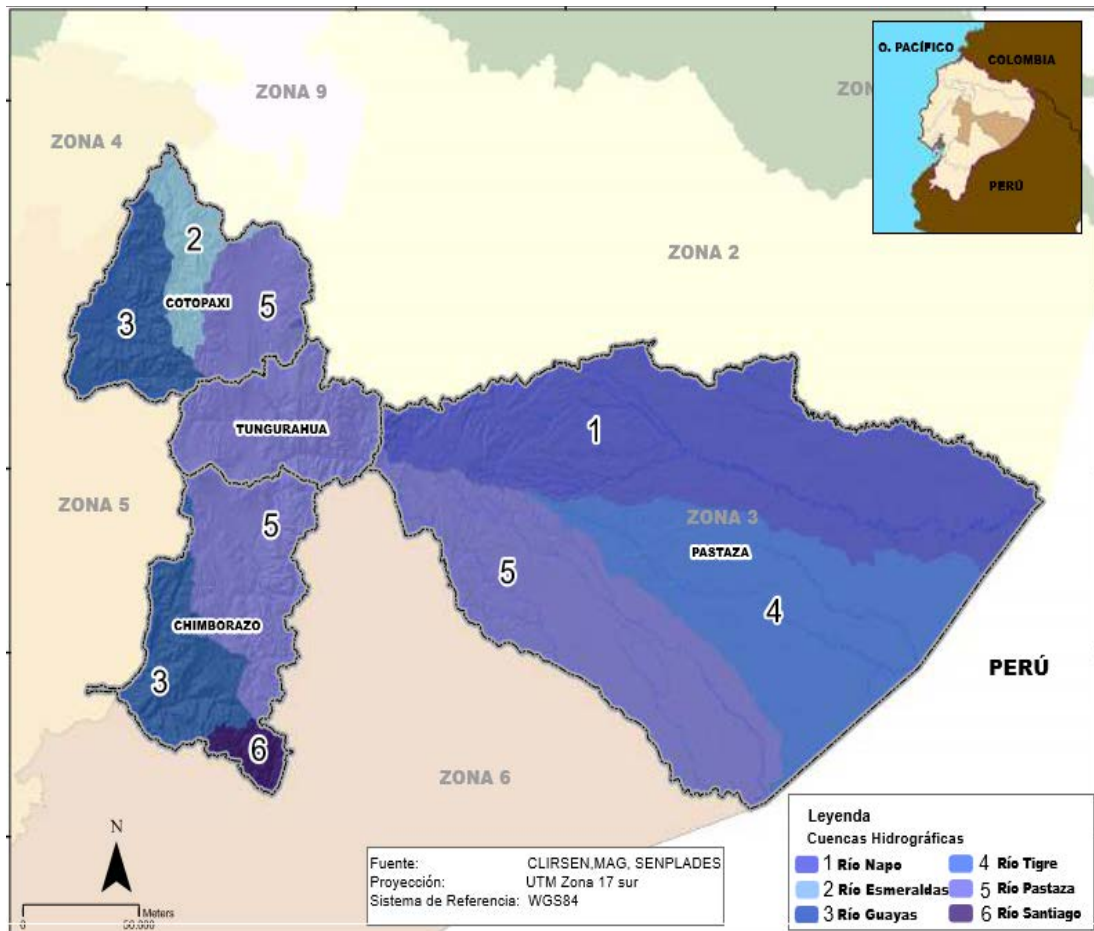 O. PACÍFICO
COLOMBIA
PERÚ
ZONA 9
ZONA 4
ZONA 2
2
COTOPAXI
5
3
TUNGURAHUA
1
ZONA 5
5
ZONA 3
PASTAZA
5
4
CHIMBORAZO
3
PERÚ
6
ZONA 6
N
Meters
0 50.000
Fuente: CLIRSEN,MAG, SENPLADES
Proyección: UTM Zona 17 sur
Sistema de Referencia: WGS84
Leyenda
Cuencas Hidrográficas
1 Río Napo
2 Río Esmeraldas
3 Río Guayas
4 Río Tigre
5 Río Pastaza
6 Río Santiago